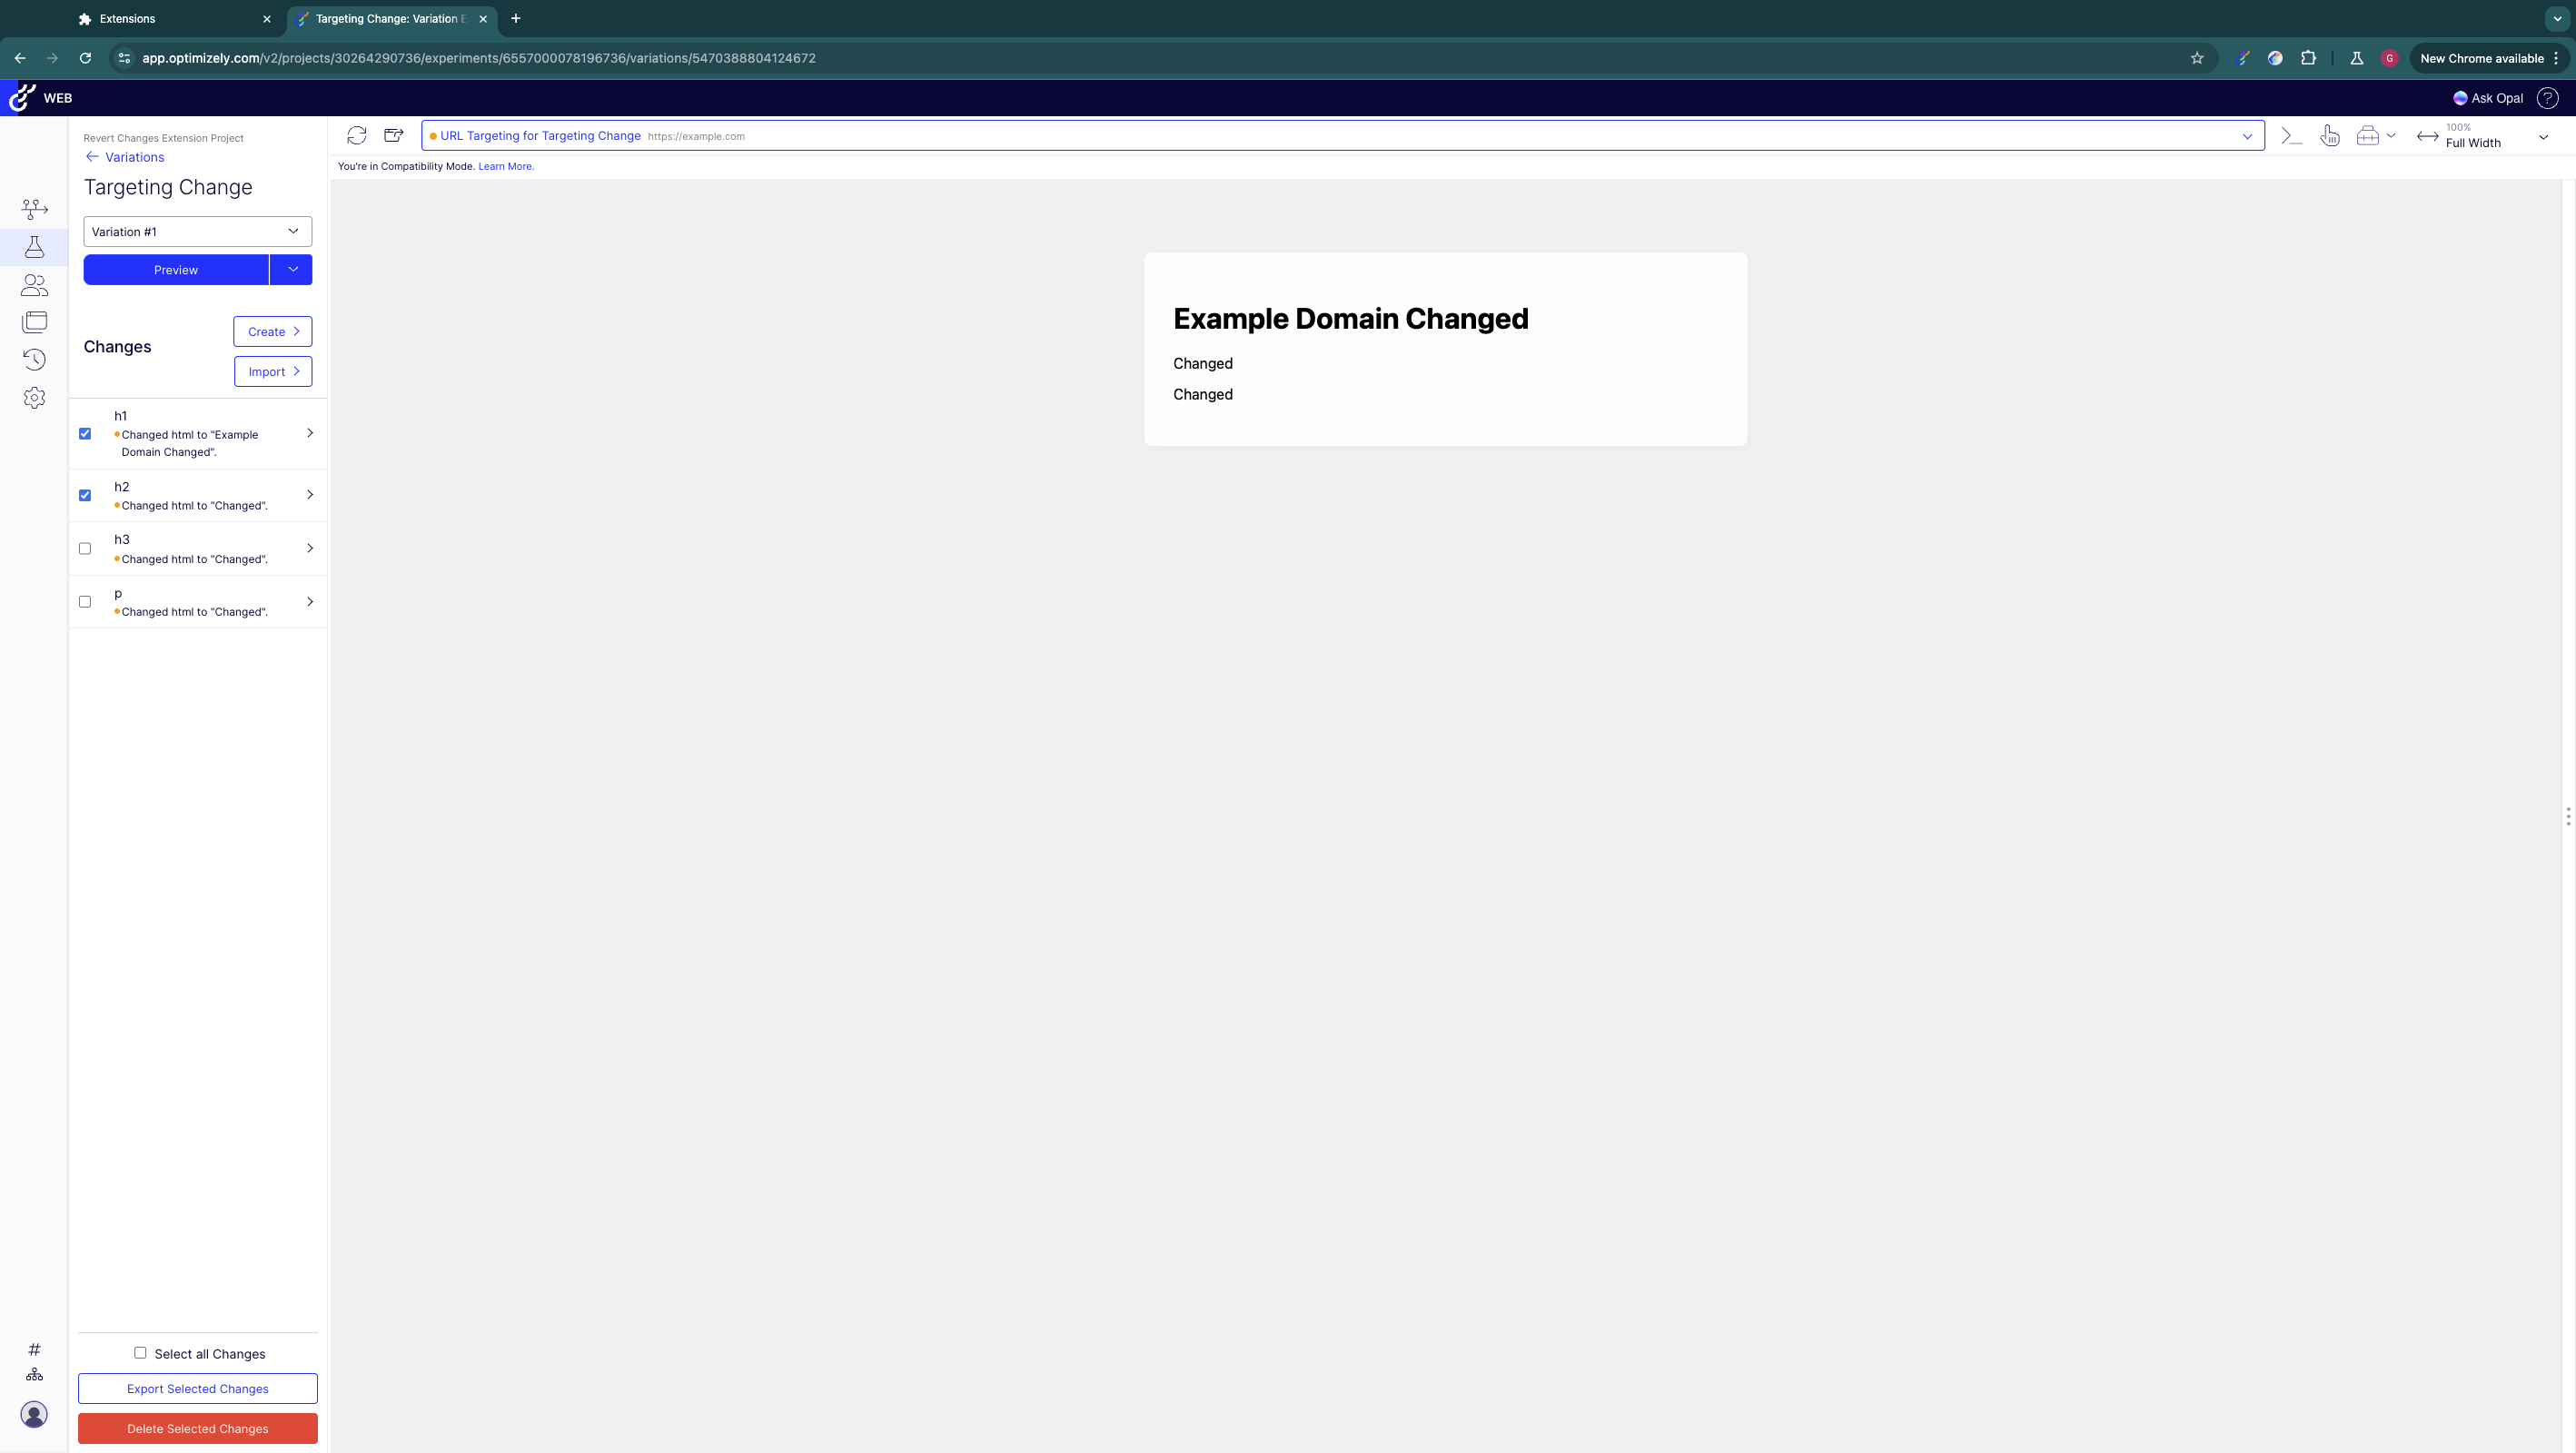 Extensions
Targeting Change: Variation E
app.optimizely.com/v2/projects/30264290736/experiments/6557000078196736/variations/5470388804124672
G
New Chrome available
WEB
Ask Opal
?
Revert Changes Extension Project
Variations
Targeting Change
Variation #1
Preview
Changes
Create
Import
h1
Changed html to "Example
Domain Changed".
h2
Changed html to "Changed".
h3
Changed html to "Changed".
p
Changed html to "Changed".
#
Select all Changes
Export Selected Changes
Delete Selected Changes
URL Targeting for Targeting Change https://example.com
100%
Full Width
You're in Compatibility Mode. Learn More.
Example Domain Changed
Changed
Changed